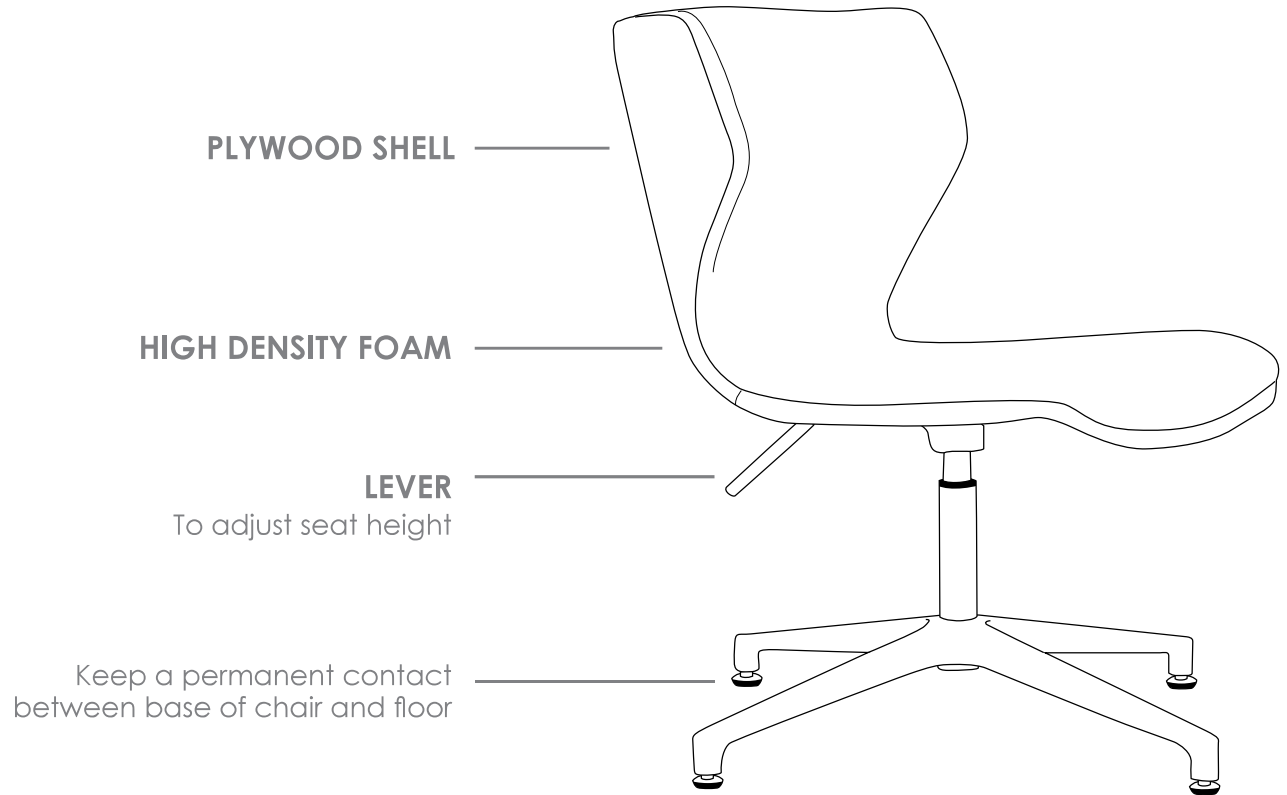 PLYWOOD SHELL
HIGH DENSITY FOAM
LEVER
To adjust seat height
Keep a permanent contact
between base of chair and floor